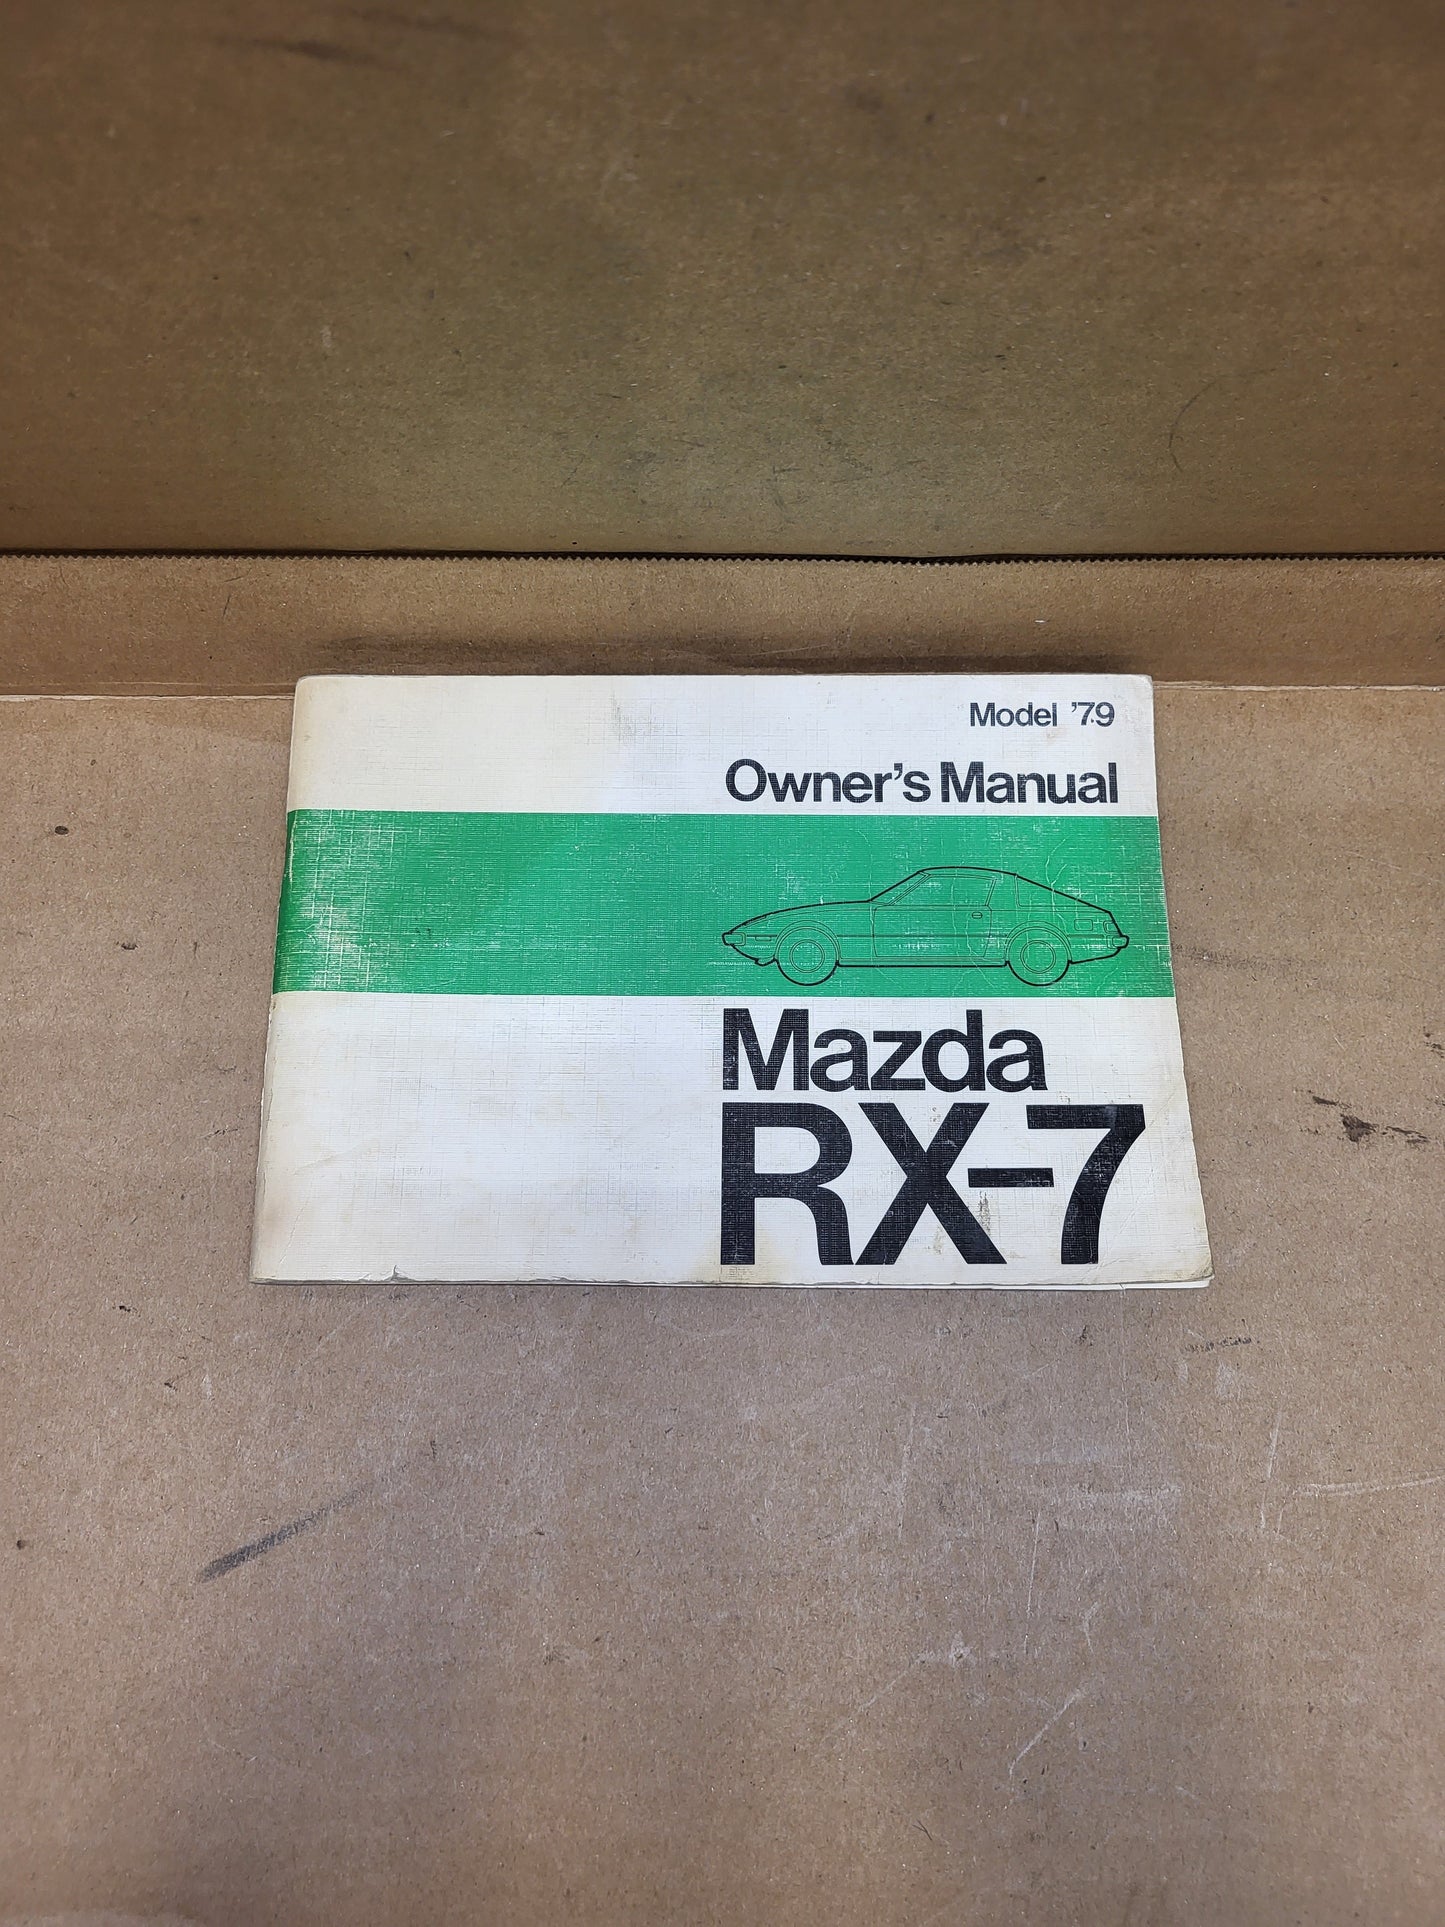 Model '79
Owner's Manual
Mazda
RX-7